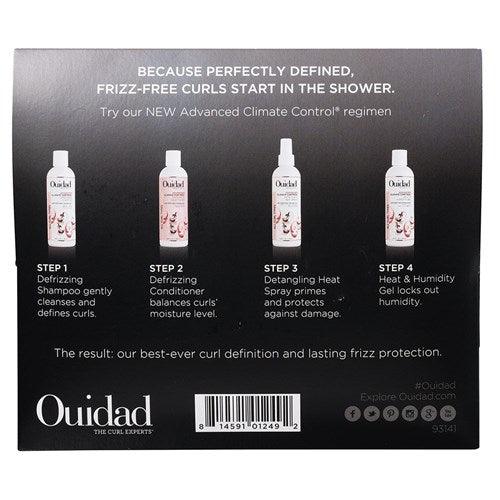 BECAUSE PERFECTLY DEFINED,
FRIZZ-FREE CURLS START IN THE SHOWER.
Try our NEW Advanced Climate Control® regimen
Ouidad
Ouidad
Ouidad
Ouidad
STEP 1
Defrizzing
Shampoo gently
cleanses and
defines curls.
STEP 2
Defrizzing
Conditioner
balances curls'
moisture level.
STEP 3
Detangling Heat
Spray primes
and protects
against damage.
STEP 4
Heat & Humidity
Gel locks out
humidity.
The result: our best-ever curl definition and lasting frizz protection.
Ouidad
THE CURL EXPERTS®
8 14591 01249 2
#Ouidad
Explore Ouidad.com
93141